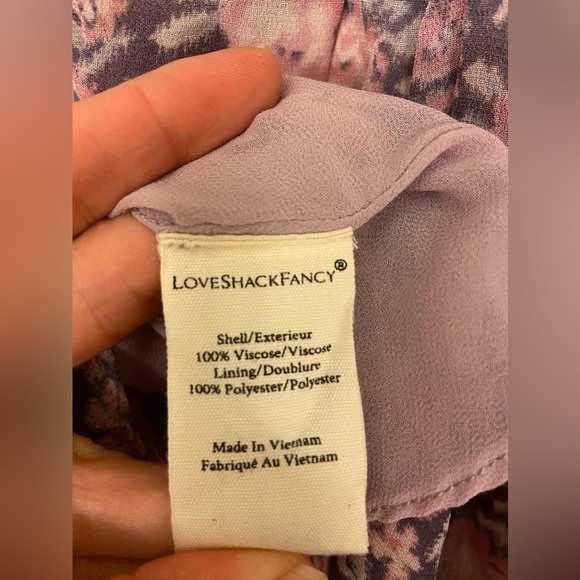 LOVESHACKFANCY®
Shell/Exterieur
100% Viscose/Viscose
Lining/Doublure
100% Polyester/Polyester
Made In Vietnam
Fabriqué Au Vietnam